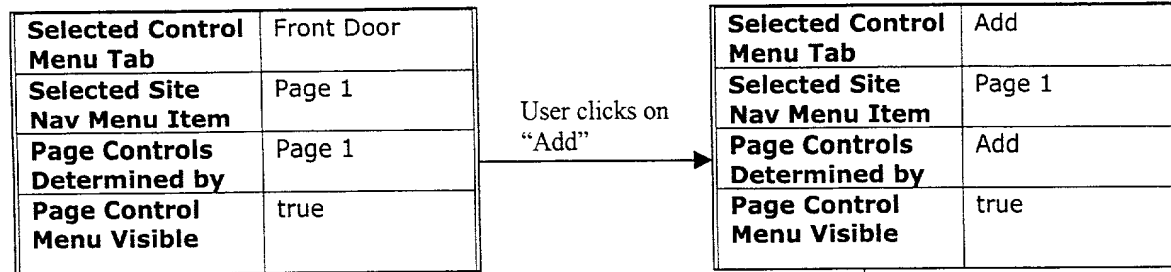 Selected Control Front Door
Menu Tab
Selected Site Page 1
Nav Menu Item
Page Controls Page 1
Determined by
Page Control true
Menu Visible
User clicks on
“Add”
Selected Control Add
Menu Tab
Selected Site Page 1
Nav Menu Item
Page Controls Add
Determined by
Page Control true
Menu Visible